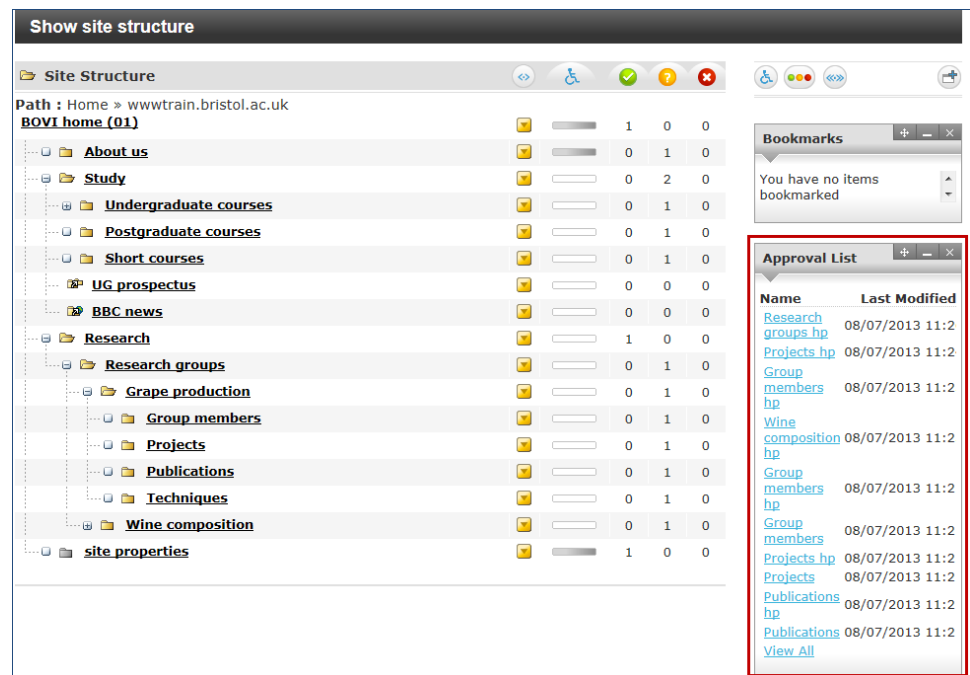 Show site structure
Site Structure
Path : Home » wwwtrain.bristol.ac.uk
BOVI home (01) 1 0 0
About us 0 1 0
Study 0 2 0
Undergraduate courses 0 1 0
Postgraduate courses 0 1 0
Short courses 0 1 0
UG prospectus 0 0 0
BBC news 0 0 0
Research 1 0 0
Research groups 0 1 0
Grape production 0 1 0
Group members 0 1 0
Projects 0 1 0
Publications 0 1 0
Techniques 0 1 0
Wine composition 0 1 0
site properties 1 0 0
Bookmarks
You have no items
bookmarked
Approval List
Name Last Modified
Research
groups hp 08/07/2013 11:2
Projects hp 08/07/2013 11:2
Group
members 08/07/2013 11:2
hp
Wine
composition 08/07/2013 11:2
hp
Group
members 08/07/2013 11:2
hp
Group
members 08/07/2013 11:2
Projects hp 08/07/2013 11:2
Projects 08/07/2013 11:2
Publications
hp 08/07/2013 11:2
Publications 08/07/2013 11:2
View All